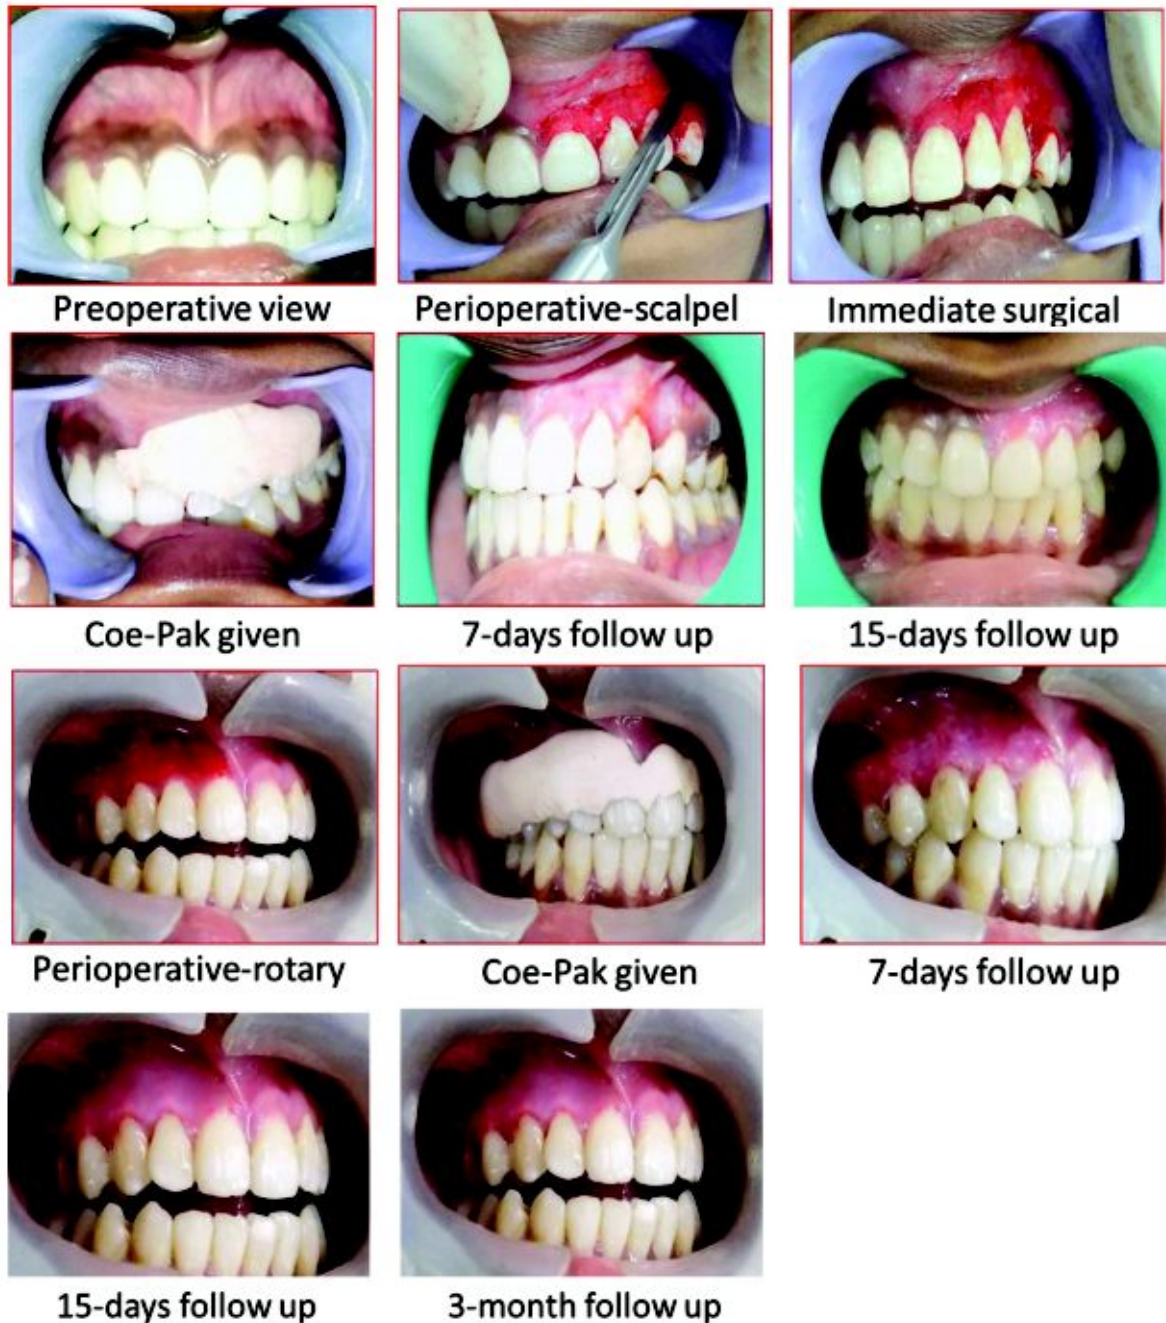 Preoperative view
Perioperative-scalpel
Immediate surgical
Coe-Pak given
7-days follow up
15-days follow up
Perioperative-rotary
Coe-Pak given
7-days follow up
15-days follow up
3-month follow up